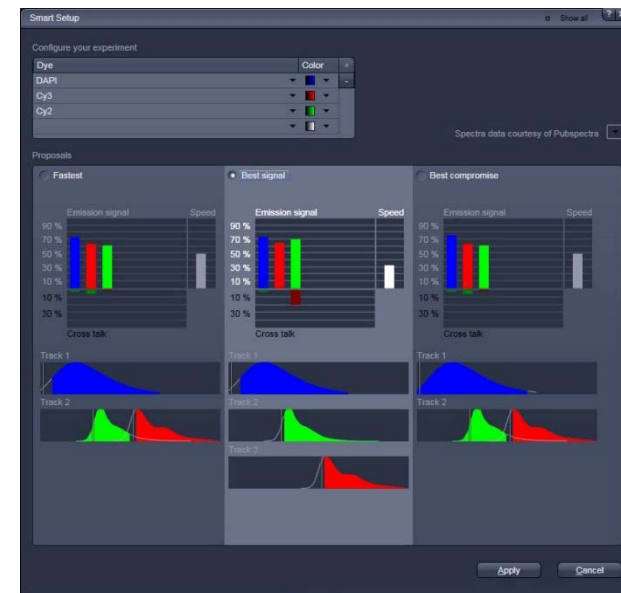 Smart Setup
Show all
?
Configure your experiment
Dye Color +
DAPI -
Cy3
Cy2
Spectra data courtesy of Pubspectra
Proposals
Fastest
Emission signal Speed
90 %
70 %
50 %
30 %
10 %
10 %
30 %
Cross talk
Track 1
Track 2
Best signal
Emission signal Speed
90 %
70 %
50 %
30 %
10 %
10 %
30 %
Cross talk
Track 1
Track 2
Track 3
Best compromise
Emission signal Speed
90 %
70 %
50 %
30 %
10 %
10 %
30 %
Cross talk
Track 1
Track 2
Apply
Cancel